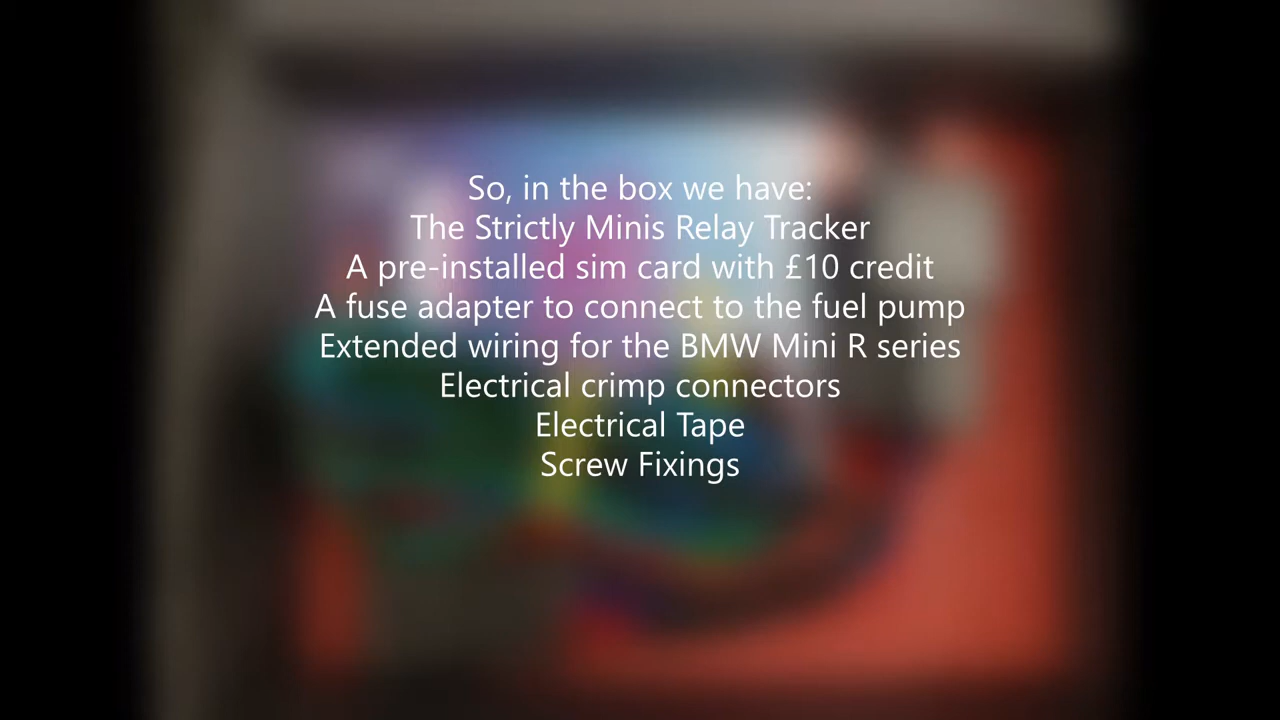 So, in the box we have:
The Strictly Minis Relay Tracker
A pre-installed sim card with £10 credit
A fuse adapter to connect to the fuel pump
Extended wiring for the BMW Mini R series
Electrical crimp connectors
Electrical Tape
Screw Fixings